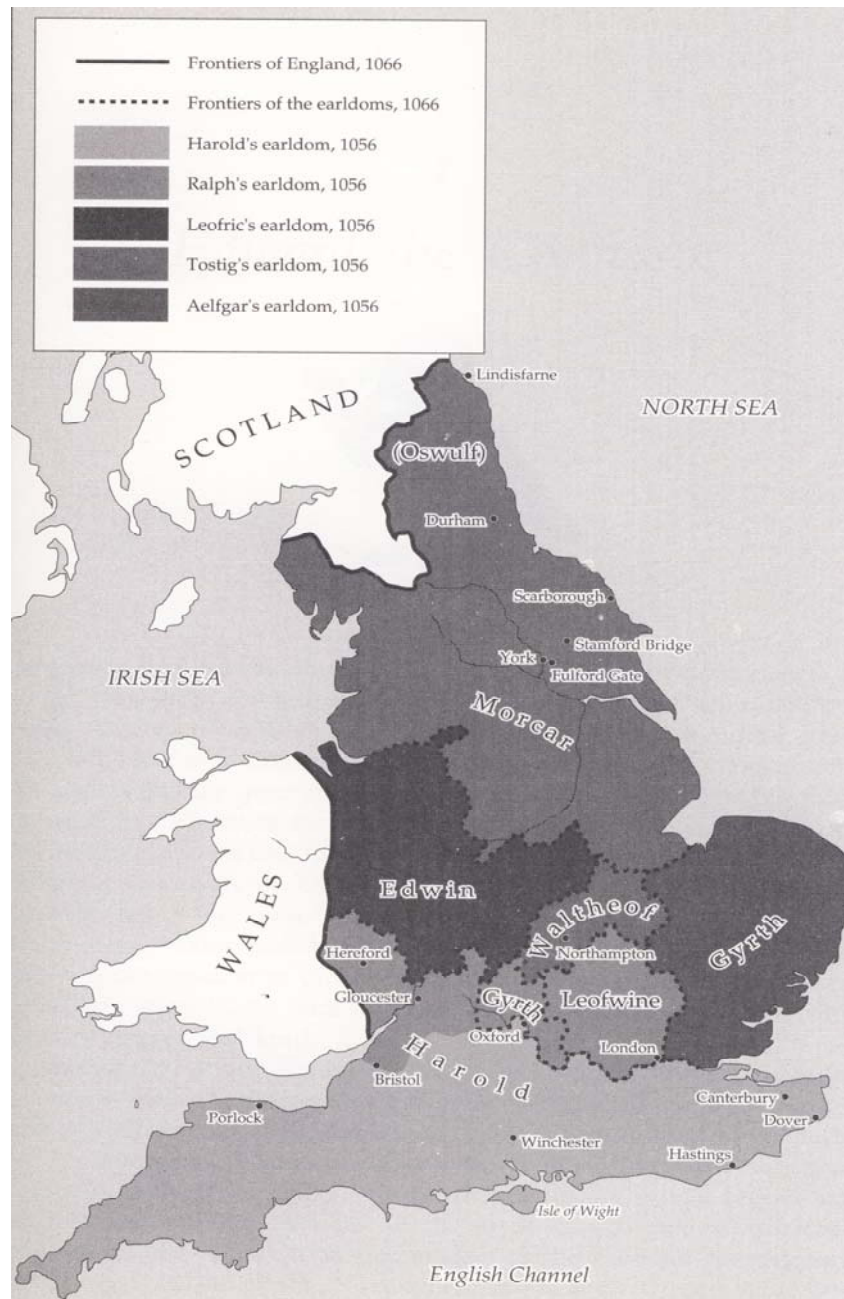 Frontiers of England, 1066
Frontiers of the earldoms, 1066
Harold's earldom, 1056
Ralph's earldom, 1056
Leofric's earldom, 1056
Tostig's earldom, 1056
Aelfgar's earldom, 1056
Lindisfarne
SCOTLAND
NORTH SEA
(Oswulf)
Durham
Scarborough
Stamford Bridge
York
Fulford Gate
IRISH SEA
Morcar
WALES
Edwin
Waltheof
Gyrth
Hereford
Northampton
Gloucester
Gyrth
Leofwine
Oxford
London
Harold
Bristol
Canterbury
Porlock
Dover
Winchester
Hastings
Isle of Wight
English Channel